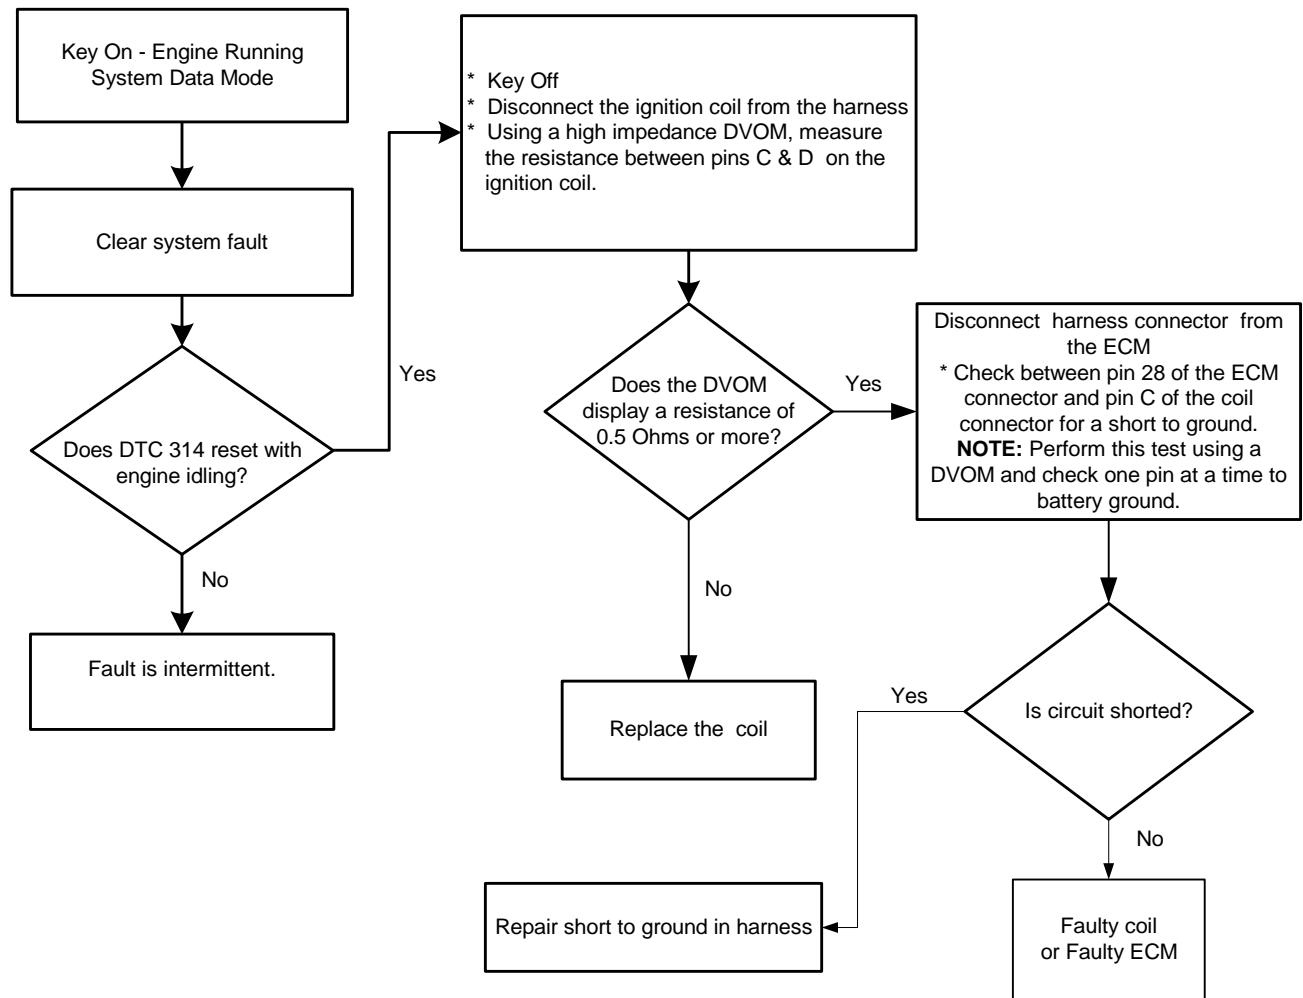 Key On - Engine Running
System Data Mode
Clear system fault
Does DTC 314 reset with
engine idling?
Yes
No
Fault is intermittent.
* Key Off
* Disconnect the ignition coil from the harness
* Using a high impedance DVOM, measure
the resistance between pins C & D on the
ignition coil.
Does the DVOM
display a resistance of
0.5 Ohms or more?
Yes
No
Replace the coil
Disconnect harness connector from
the ECM
* Check between pin 28 of the ECM
connector and pin C of the coil
connector for a short to ground.
NOTE: Perform this test using a
DVOM and check one pin at a time to
battery ground.
Is circuit shorted?
Yes
No
Repair short to ground in harness
Faulty coil
or Faulty ECM